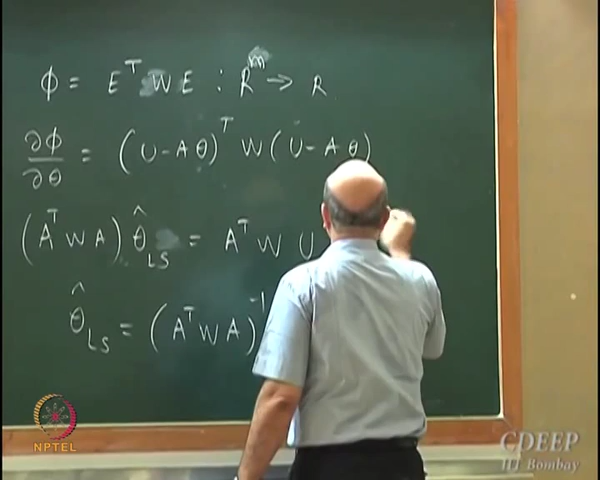 ϕ = E^T W E : R^m → R
∂ϕ/∂θ = (U - Aθ)^T W (U - Aθ)
(A^T W A) θ̂_LS = A^T W U
θ̂_LS = (A^T W A)^-1
NPTEL
CDEEP
IIT Bombay